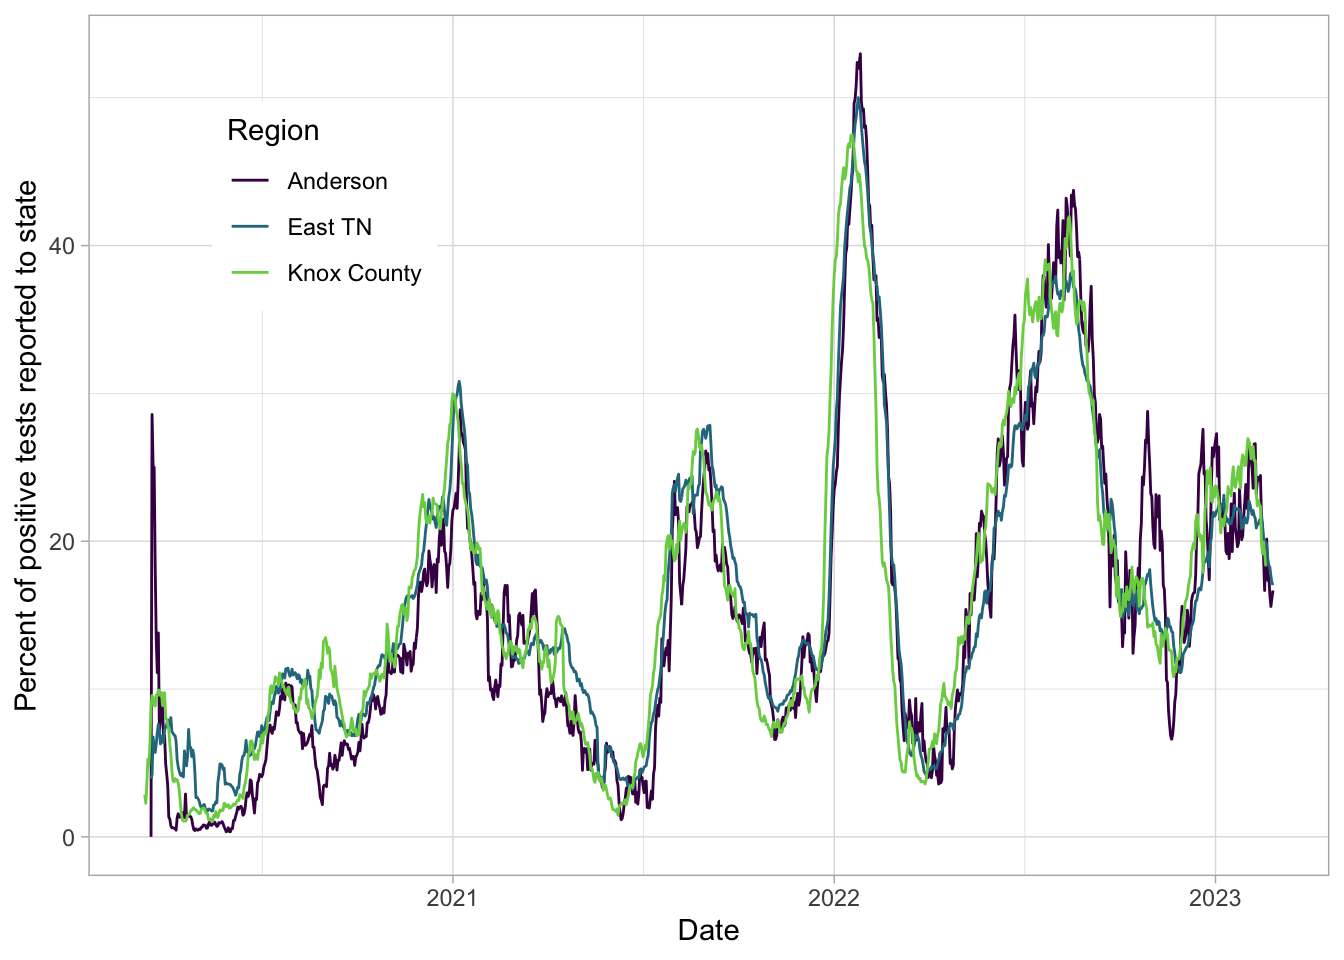 Percent of positive tests reported to state
Region
Anderson
East TN
Knox County
40
20
0
2021
2022
2023
Date